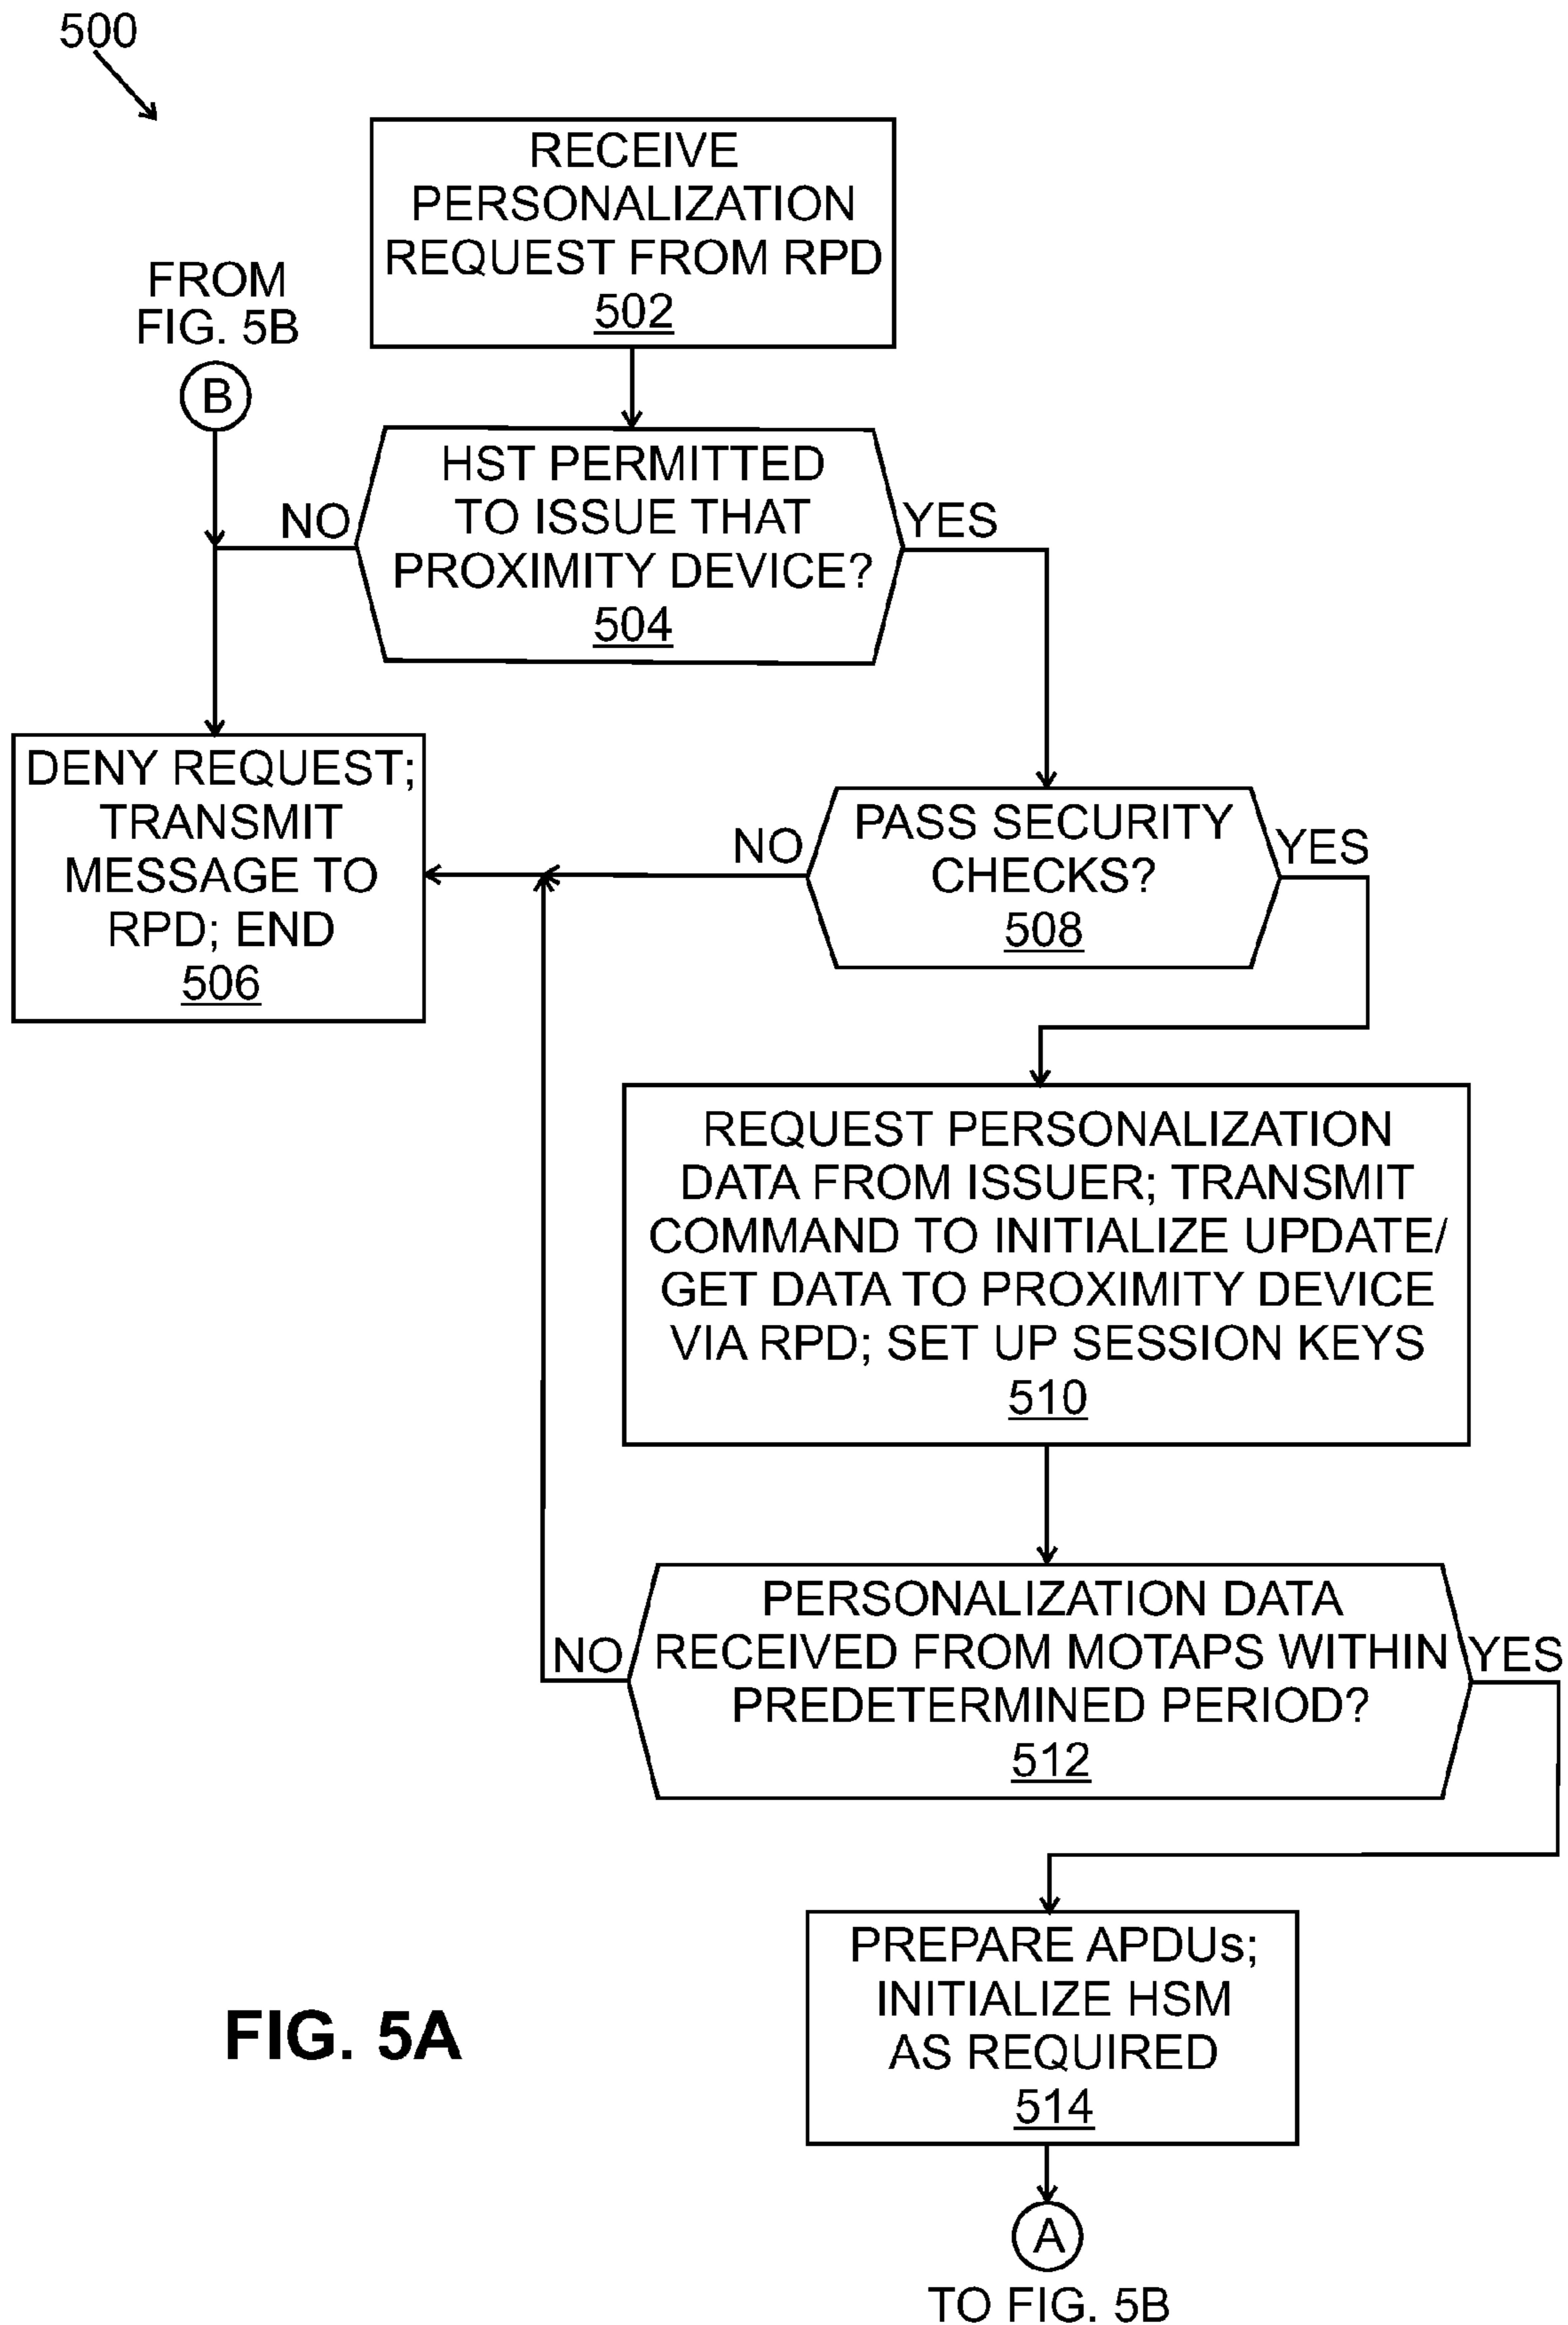 500
RECEIVE
PERSONALIZATION
REQUEST FROM RPD
502
FROM
FIG. 5B
B
HST PERMITTED
TO ISSUE THAT
PROXIMITY DEVICE?
504
NO
YES
DENY REQUEST;
TRANSMIT
MESSAGE TO
RPD; END
506
PASS SECURITY
CHECKS?
508
NO
YES
REQUEST PERSONALIZATION
DATA FROM ISSUER; TRANSMIT
COMMAND TO INITIALIZE UPDATE/
GET DATA TO PROXIMITY DEVICE
VIA RPD; SET UP SESSION KEYS
510
PERSONALIZATION DATA
RECEIVED FROM MOTAPS WITHIN
PREDETERMINED PERIOD?
512
NO
YES
PREPARE APDUs;
INITIALIZE HSM
AS REQUIRED
514
FIG. 5A
A
TO FIG. 5B